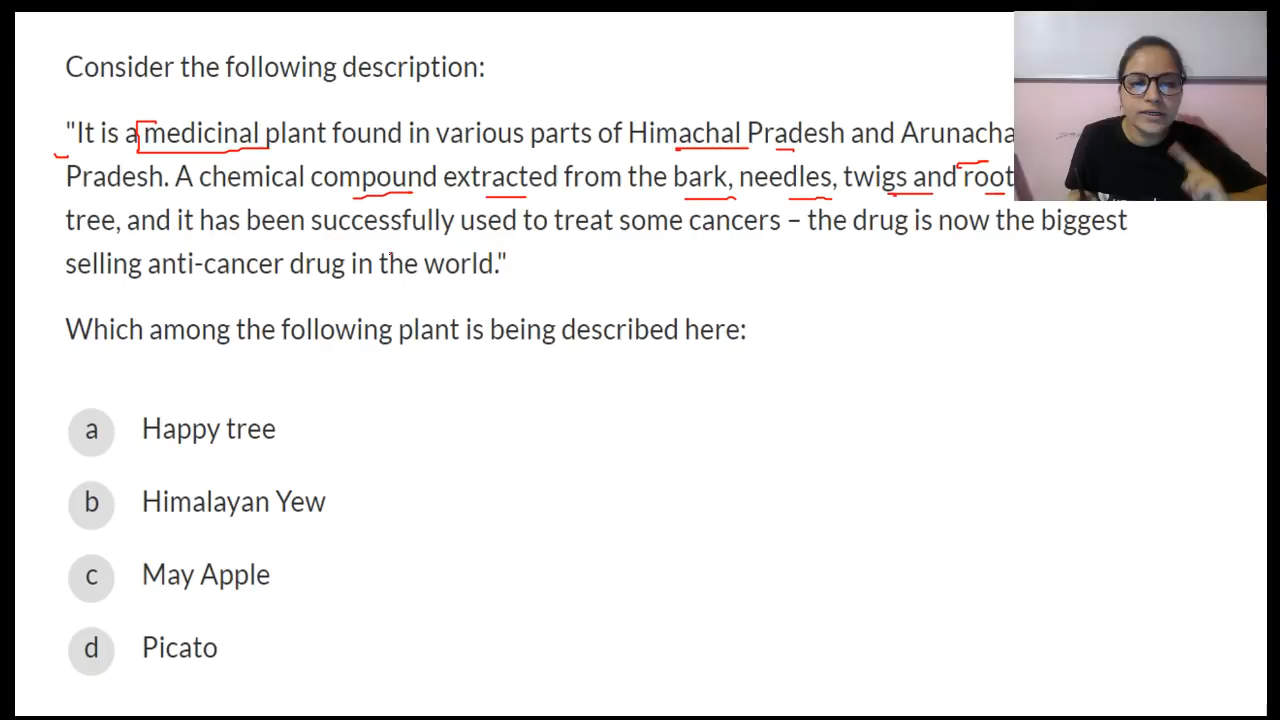 Consider the following description:
"It is a medicinal plant found in various parts of Himachal Pradesh and Arunacha
Pradesh. A chemical compound extracted from the bark, needles, twigs and root
tree, and it has been successfully used to treat some cancers – the drug is now the biggest
selling anti-cancer drug in the world."
Which among the following plant is being described here:
a Happy tree
b Himalayan Yew
c May Apple
d Picato